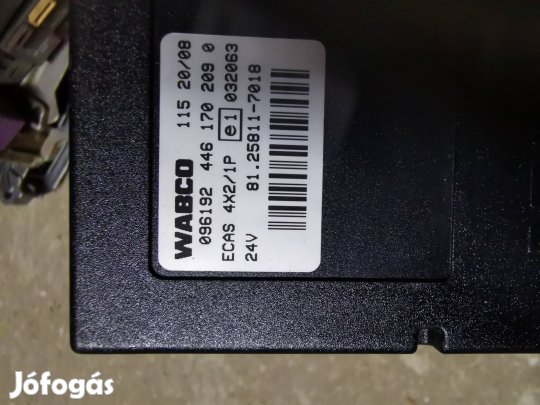 WABCO 115 20/08
096192 446 170 209 0
ECAS 4X2/1P e1 032063
24V 81.25811-7018
Jófogás